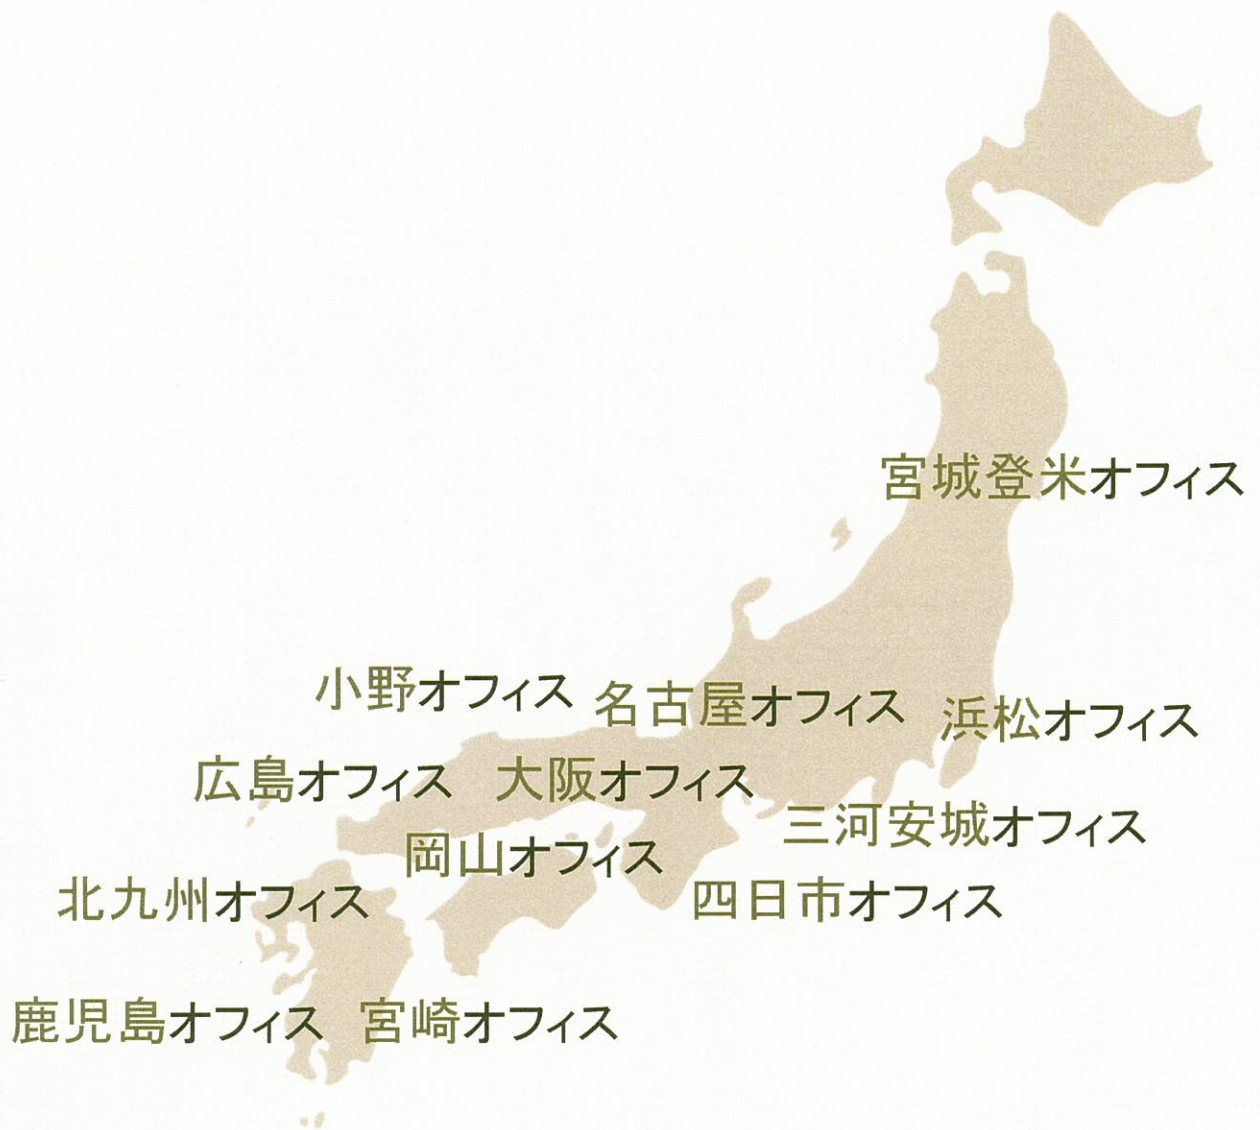 宮城登米オフィス
小野オフィス
名古屋オフィス
浜松オフィス
広島オフィス
大阪オフィス
三河安城オフィス
岡山オフィス
四日市オフィス
北九州オフィス
鹿児島オフィス
宮崎オフィス